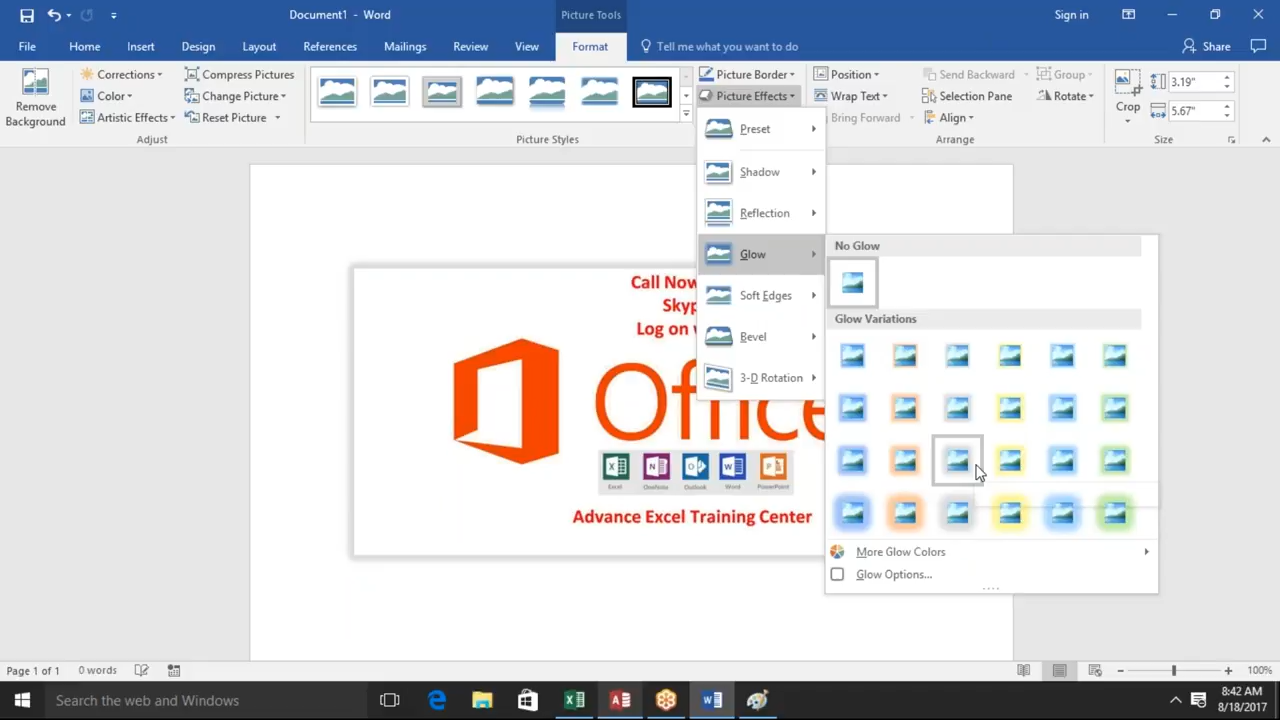 Document1 - Word
Picture Tools
Sign in
File
Home
Insert
Design
Layout
References
Mailings
Review
View
Format
Tell me what you want to do
Share
Remove
Background
Corrections
Color
Artistic Effects
Compress Pictures
Change Picture
Reset Picture
Adjust
Picture Styles
Picture Border
Picture Effects
Position
Wrap Text
Bring Forward
Send Backward
Selection Pane
Align
Group
Rotate
Arrange
Crop
3.19"
5.67"
Size
Preset
Shadow
Reflection
Glow
Soft Edges
Bevel
3-D Rotation
No Glow
Glow Variations
More Glow Colors
Glow Options...
Call Now
Skyp
Log on
Office
Excel
OneNote
Outlook
Word
PowerPoint
Advance Excel Training Center
Page 1 of 1
0 words
100%
Search the web and Windows
8:42 AM
8/18/2017